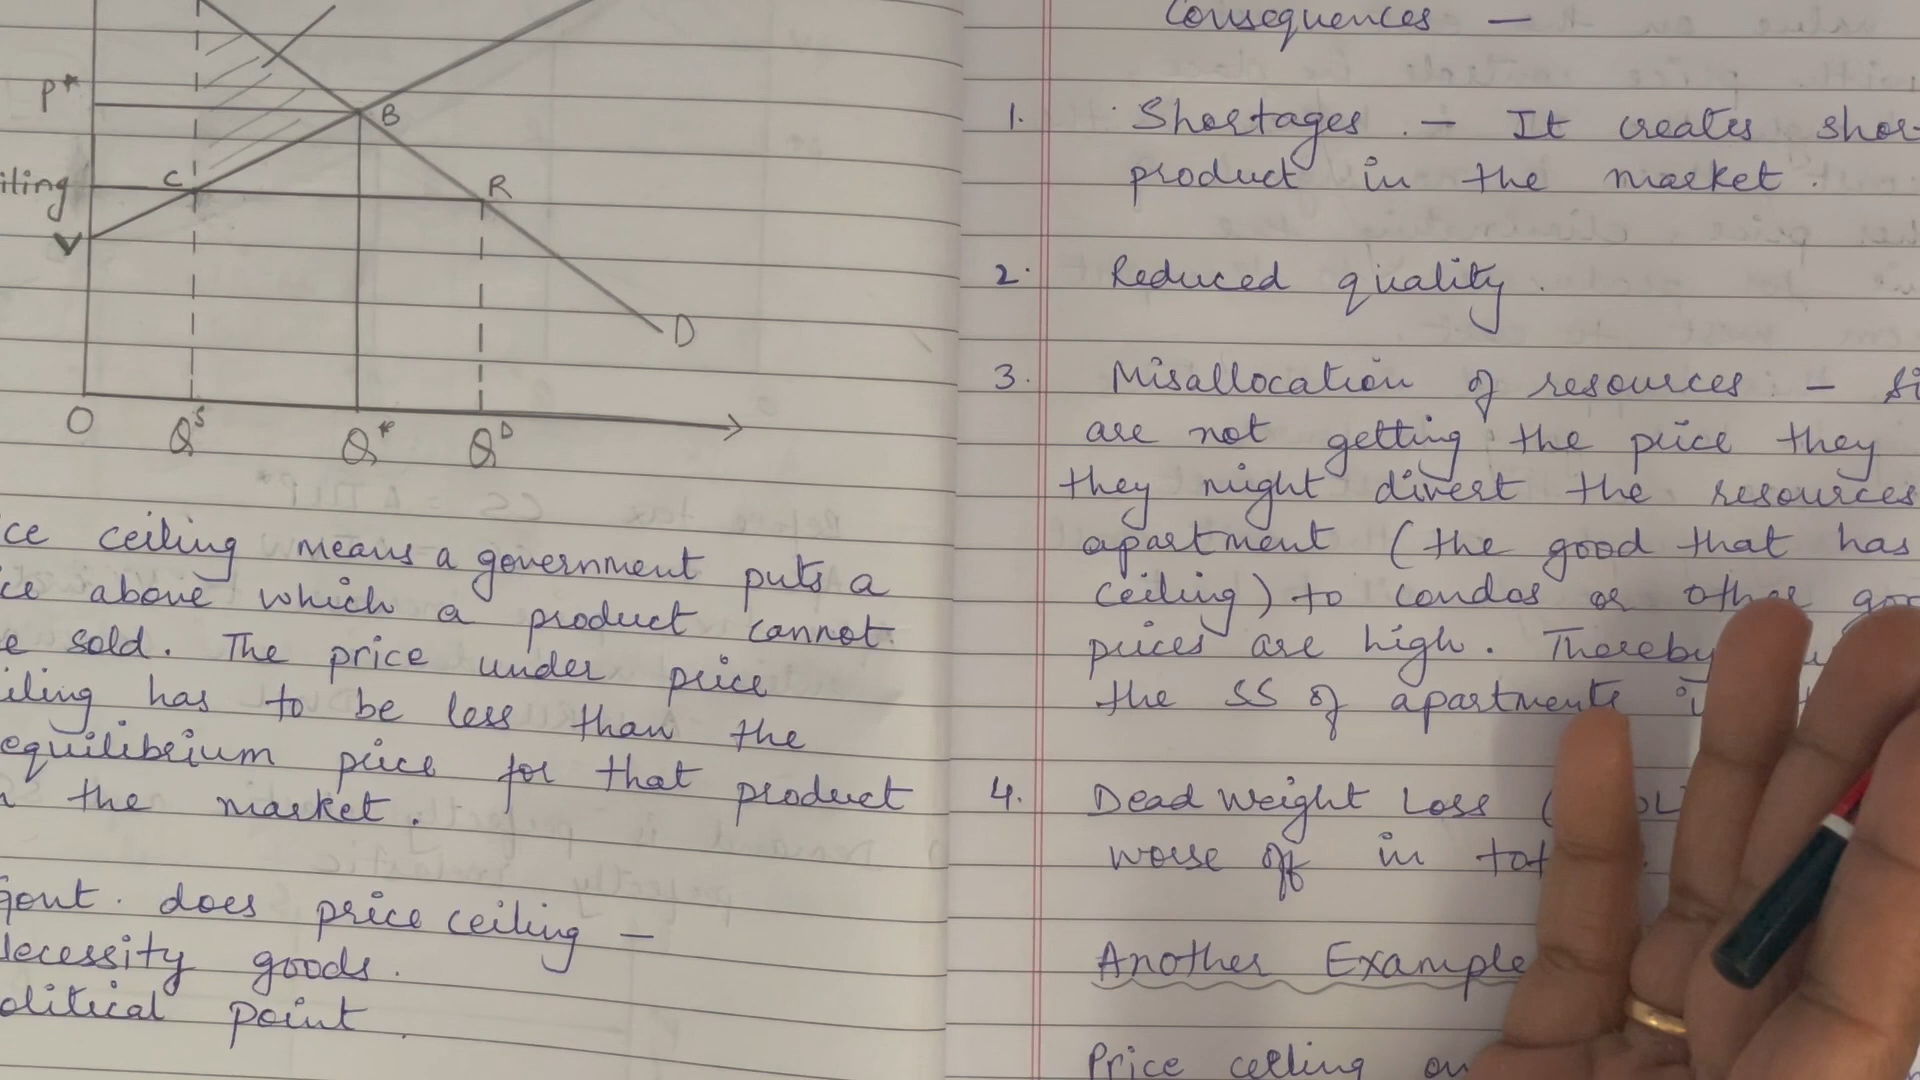 P*
B
C
R
iling
V
D
O
Q^S
Q*
Q^D
ce ceiling means a government puts a
ce above which a product cannot
e sold. The price under price
iling has to be less than the
equilibrium price for that product
the market.
govt. does price ceiling -
Necessity goods.
olitical point.
Consequences -
1. Shortages. - It creates shor-
product in the market.
2. Reduced quality.
3. Misallocation of resources - Si
are not getting the price they
they might divert the resources
apartment (the good that has
ceiling) to condos or other goo
prices are high. Thereby
the SS of apartments
4. Dead Weight Loss (
worse off in tot
Another Example
Price ceiling on